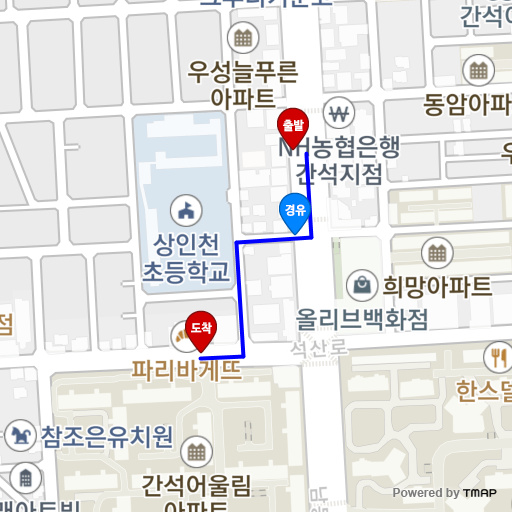 우성늘푸른
아파트
출발
NH농협은행
간석지점
동암아파
경유
상인천
초등학교
희망아파트
올리브백화점
점
도착
석산로
파리바게뜨
한스델
참조은유치원
간석어울림
아파트
Powered by TMAP